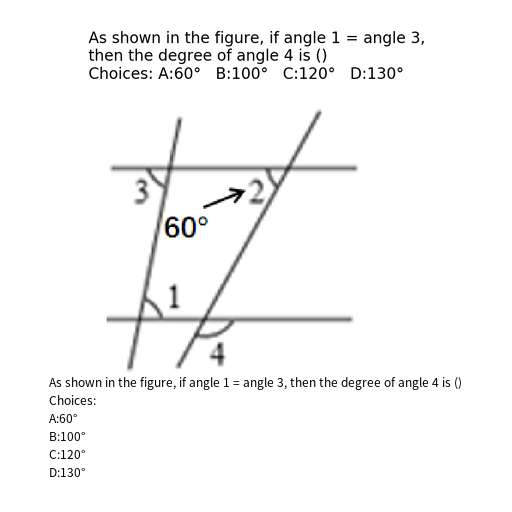 As shown in the figure, if angle 1 = angle 3,
then the degree of angle 4 is ()
Choices: A:60° B:100° C:120° D:130°
3
2
60°
1
4
As shown in the figure, if angle 1 = angle 3, then the degree of angle 4 is ()
Choices:
A:60°
B:100°
C:120°
D:130°